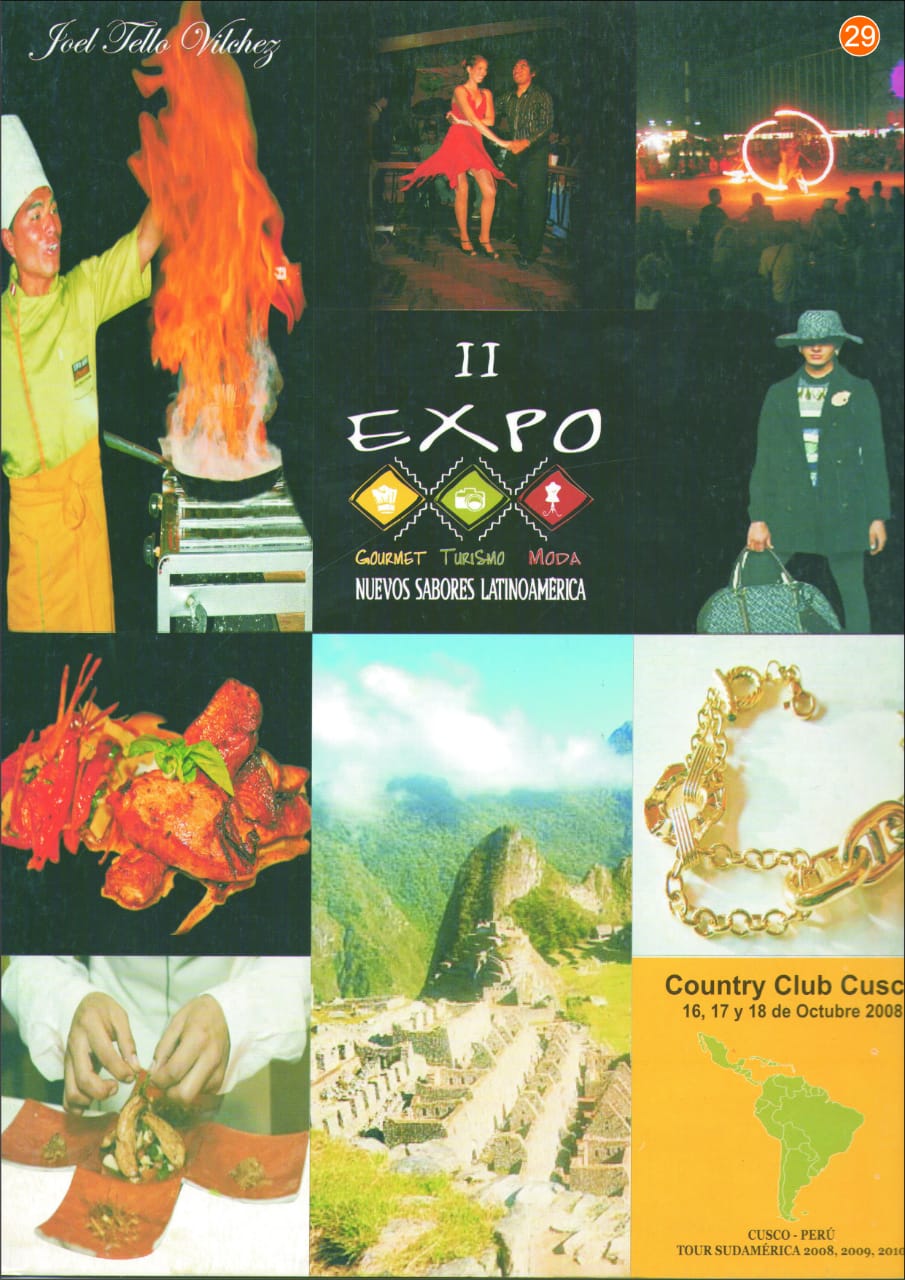 Joel Tello Vilchez
29
II
EXPO
GOURMET TURISMO MODA
NUEVOS SABORES LATINOAMÉRICA
Country Club Cusc
16, 17 y 18 de Octubre 2008
CUSCO - PERÚ
TOUR SUDAMÉRICA 2008, 2009, 2010